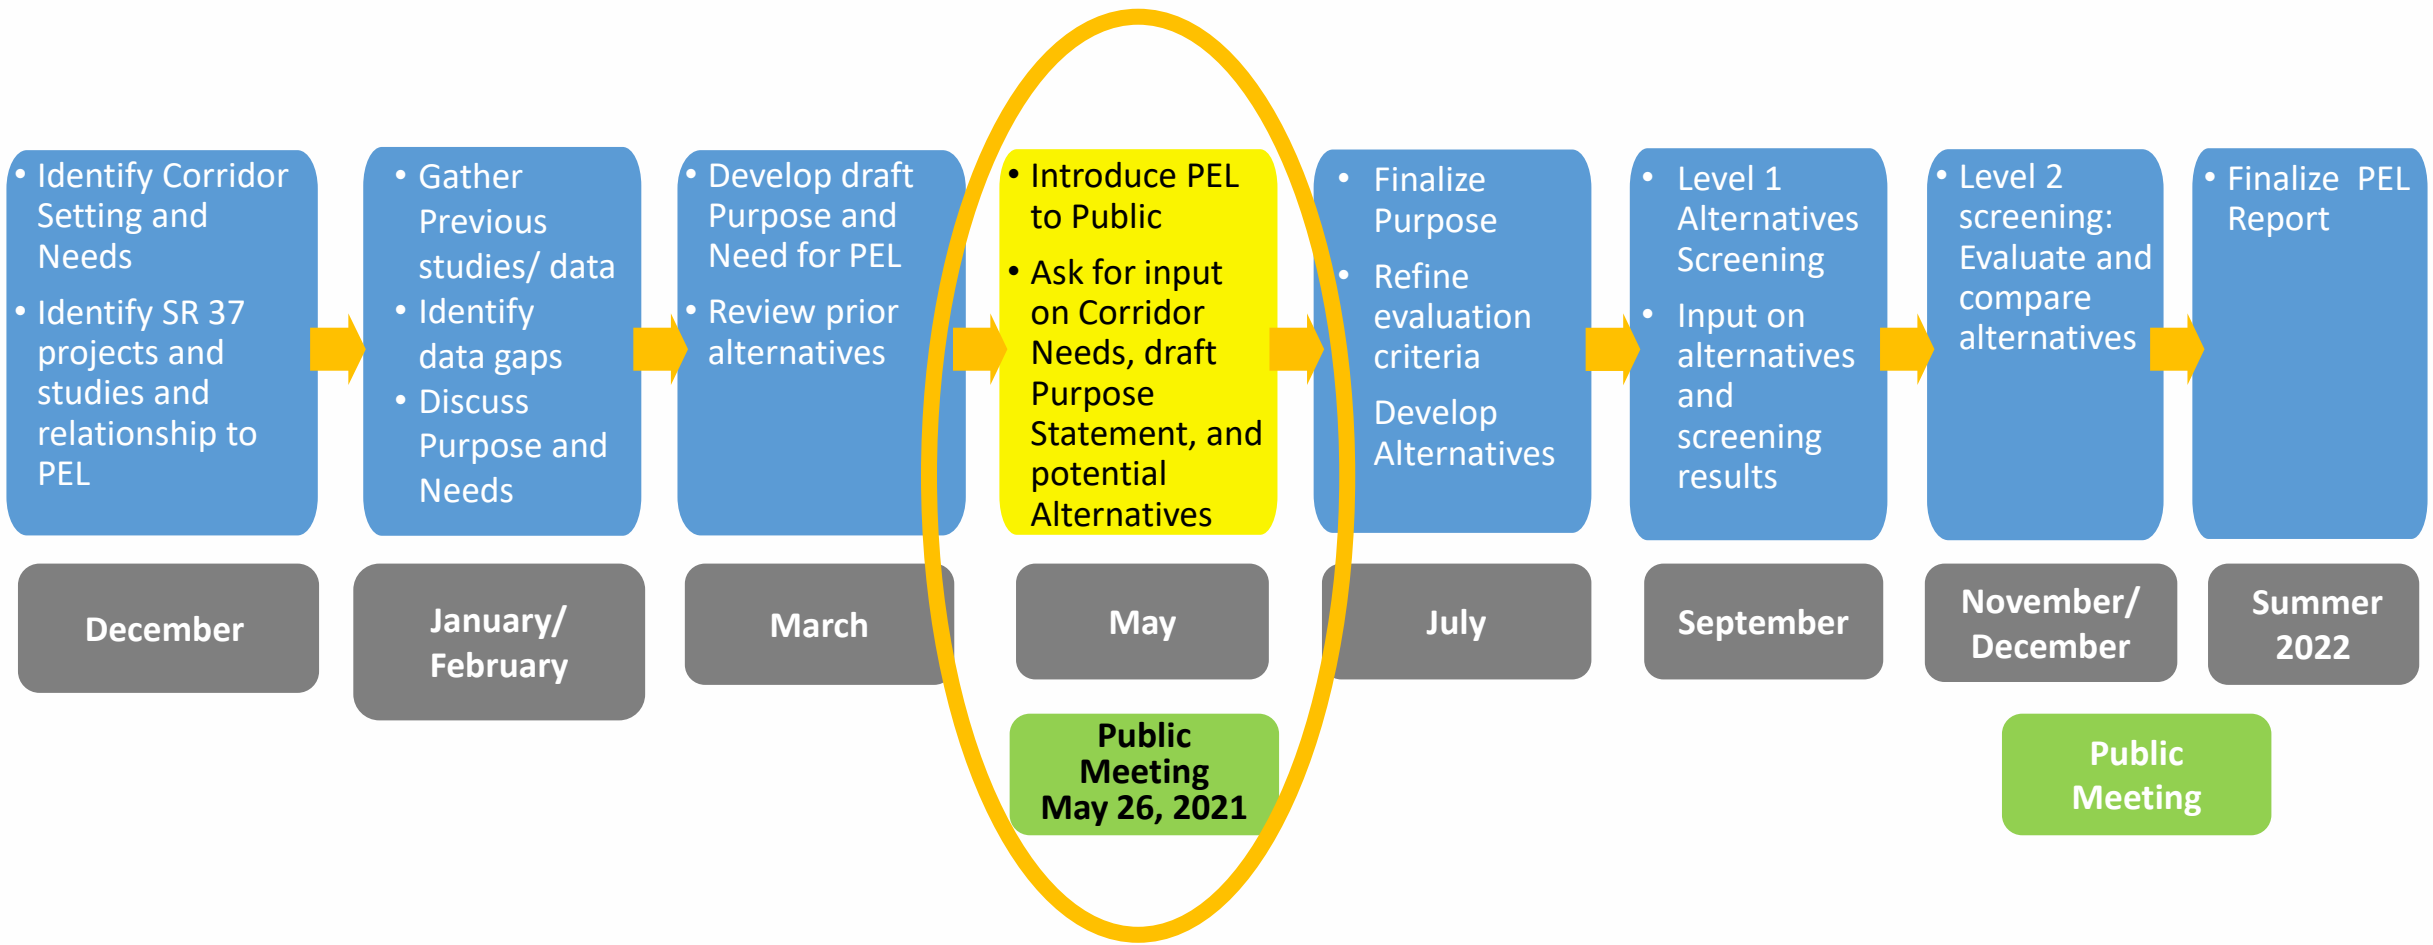 • Identify Corridor
Setting and
Needs
• Identify SR 37
projects and
studies and
relationship to
PEL
• Gather
Previous
studies/ data
• Identify
data gaps
• Discuss
Purpose and
Needs
• Develop draft
Purpose and
Need for PEL
• Review prior
alternatives
• Introduce PEL
to Public
• Ask for input
on Corridor
Needs, draft
Purpose
Statement, and
potential
Alternatives
• Finalize
Purpose
• Refine
evaluation
criteria
Develop
Alternatives
• Level 1
Alternatives
Screening
• Input on
alternatives
and
screening
results
• Level 2
screening:
Evaluate and
compare
alternatives
• Finalize PEL
Report
December
January/
February
March
May
July
September
November/
December
Summer
2022
Public
Meeting
May 26, 2021
Public
Meeting